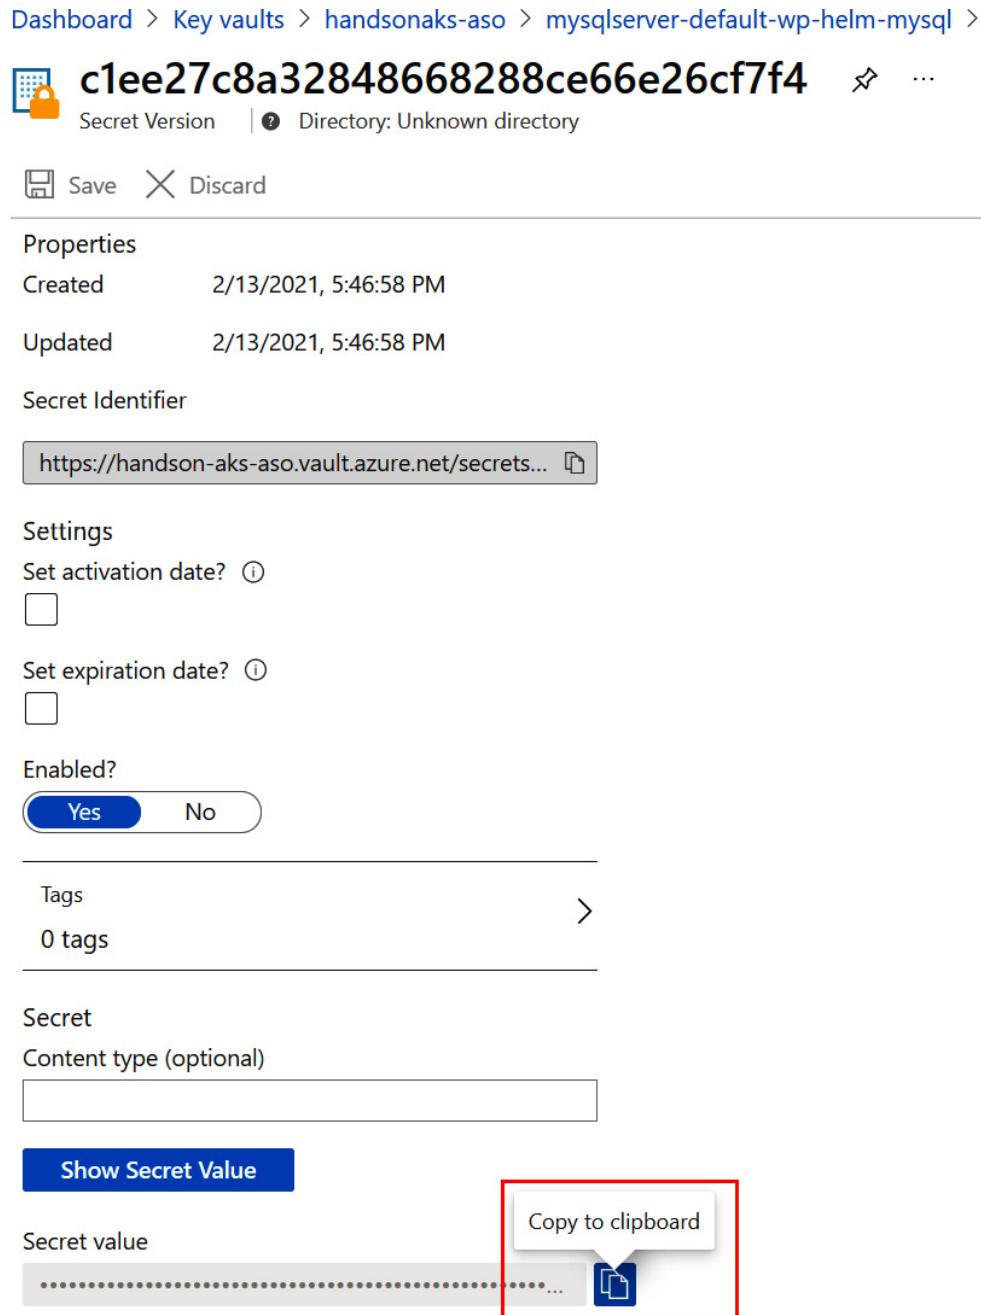 Dashboard > Key vaults > handsonaks-aso > mysqlserver-default-wp-helm-mysql >
c1ee27c8a32848668288ce66e26cf7f4 ...
Secret Version | ? Directory: Unknown directory
Save Discard
Properties
Created 2/13/2021, 5:46:58 PM
Updated 2/13/2021, 5:46:58 PM
Secret Identifier
https://handson-aks-aso.vault.azure.net/secrets...
Settings
Set activation date?
Set expiration date?
Enabled?
Yes No
Tags
0 tags
Secret
Content type (optional)
Show Secret Value
Copy to clipboard
Secret value